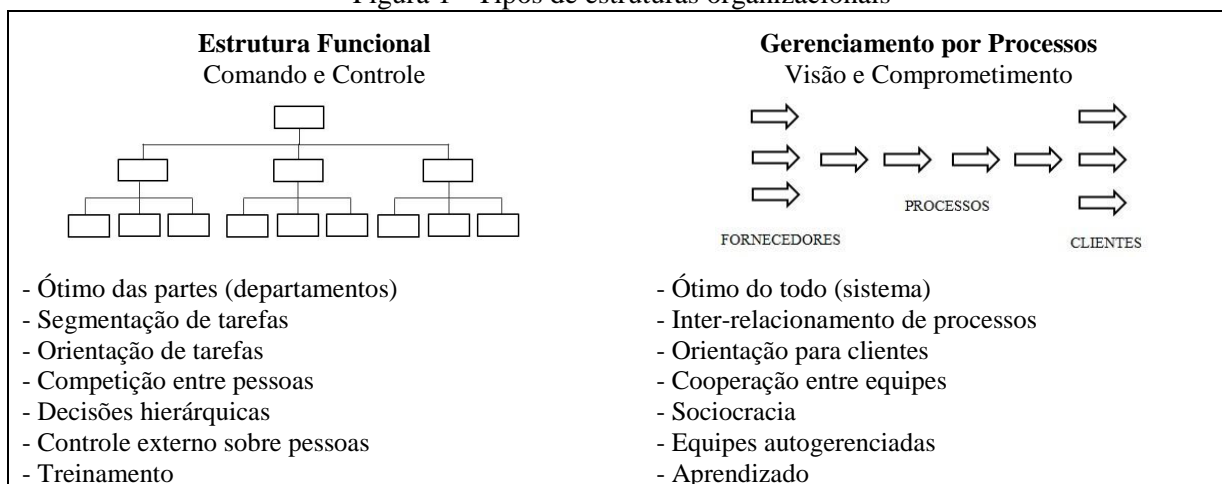 Figura 1 – Tipos de estruturas organizacionais
Estrutura Funcional
Comando e Controle
Gerenciamento por Processos
Visão e Comprometimento
PROCESSOS
FORNECEDORES
CLIENTES
- Ótimo das partes (departamentos)
- Segmentação de tarefas
- Orientação de tarefas
- Competição entre pessoas
- Decisões hierárquicas
- Controle externo sobre pessoas
- Treinamento
- Ótimo do todo (sistema)
- Inter-relacionamento de processos
- Orientação para clientes
- Cooperação entre equipes
- Sociocracia
- Equipes autogerenciadas
- Aprendizado